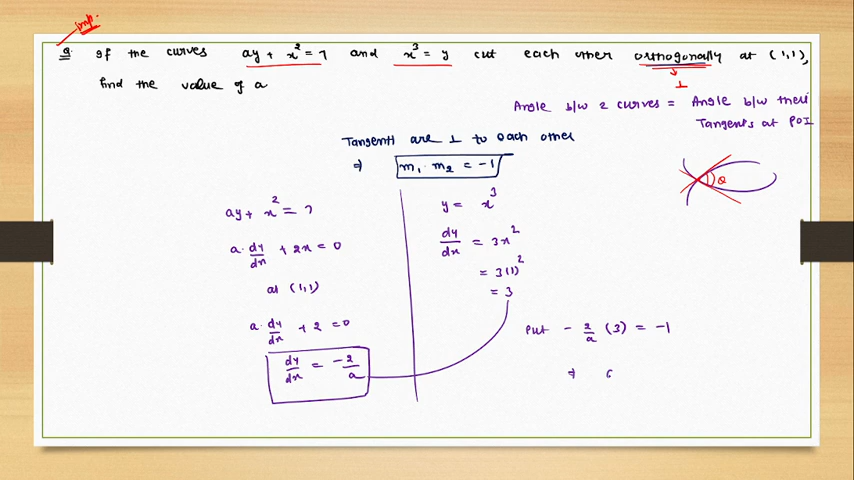 imp.
Q. If the curves ay + x² = 7 and x³ = y cut each other orthogonally at (1,1),
find the value of a
⊥
Angle b/w 2 curves = Angle b/w their
Tangents at POI
Tangents are ⊥ to each other
⇒ m₁ . m₂ = -1
θ
ay + x² = 7
a. dy/dx + 2x = 0
at (1,1)
a. dy/dx + 2 = 0
dy/dx = -2/a
y = x³
dy/dx = 3x²
= 3(1)²
= 3
Put - 2/a (3) = -1
⇒ 6